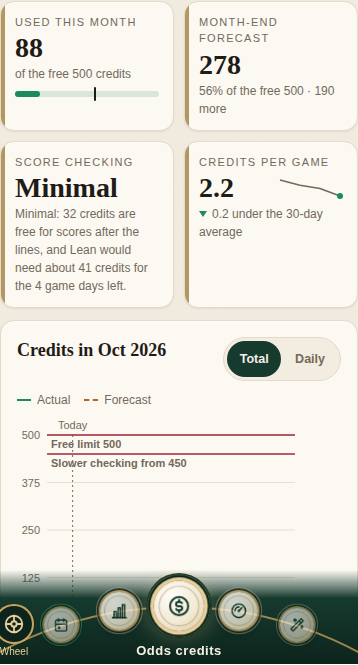 USED THIS MONTH
88
of the free 500 credits
MONTH-END
FORECAST
278
56% of the free 500 · 190
more
SCORE CHECKING
Minimal
Minimal: 32 credits are
free for scores after the
lines, and Lean would
need about 41 credits for
the 4 game days left.
CREDITS PER GAME
2.2
0.2 under the 30-day
average
Credits in Oct 2026
Total
Daily
Actual
Forecast
Today
500
Free limit 500
Slower checking from 450
375
250
125
Wheel
Odds credits